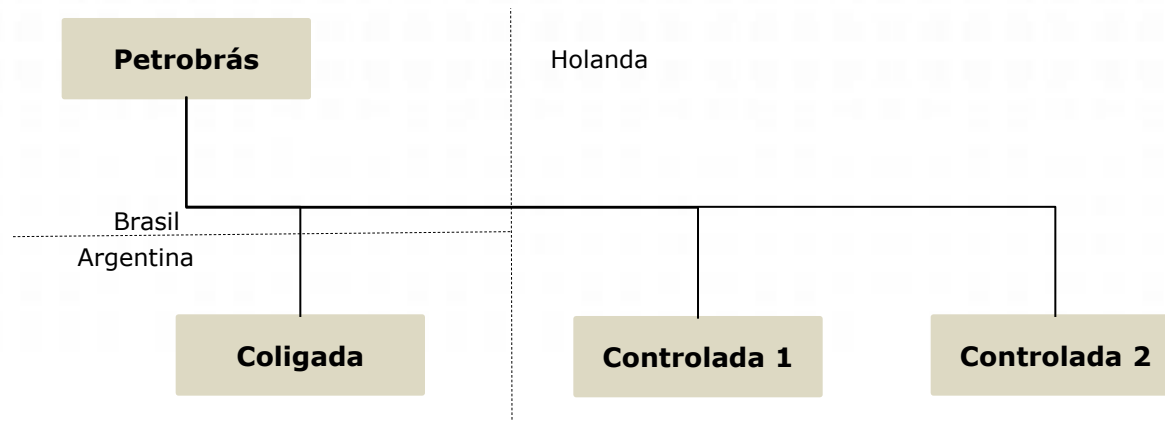 Petrobrás
Holanda
Brasil
Argentina
Coligada
Controlada 1
Controlada 2